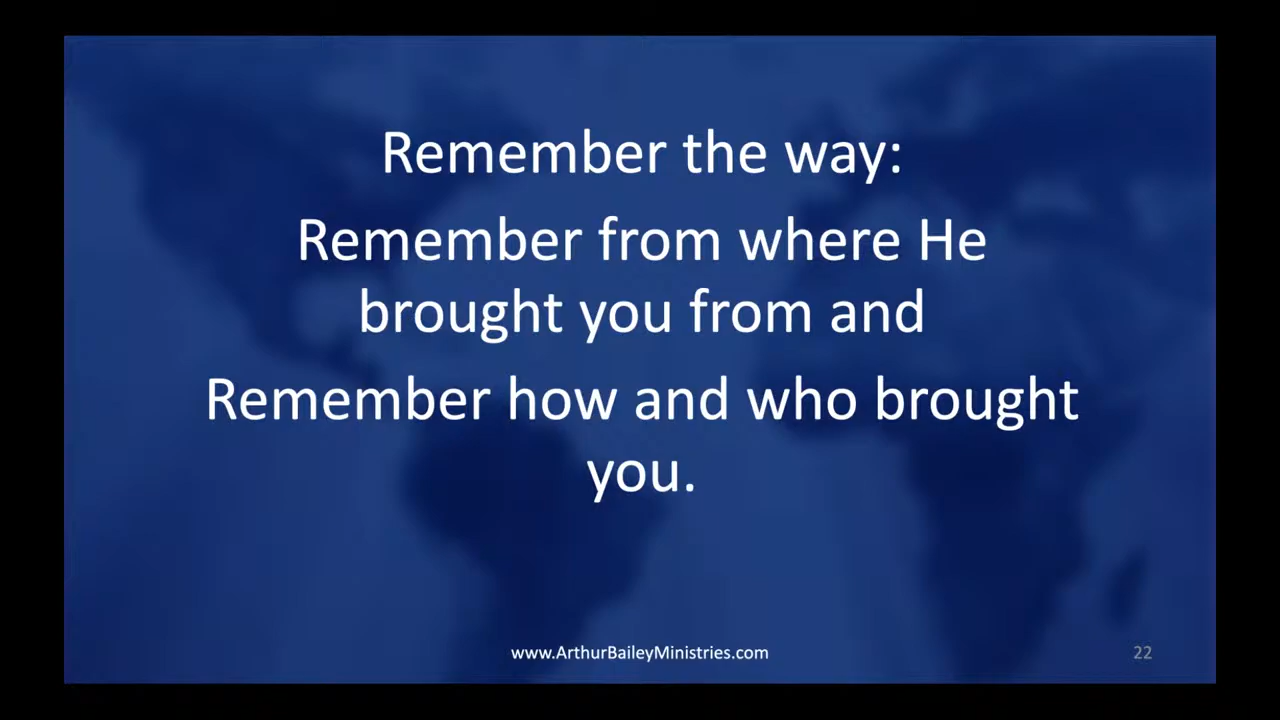 Remember the way:
Remember from where He
brought you from and
Remember how and who brought
you.
www.ArthurBaileyMinistries.com
22